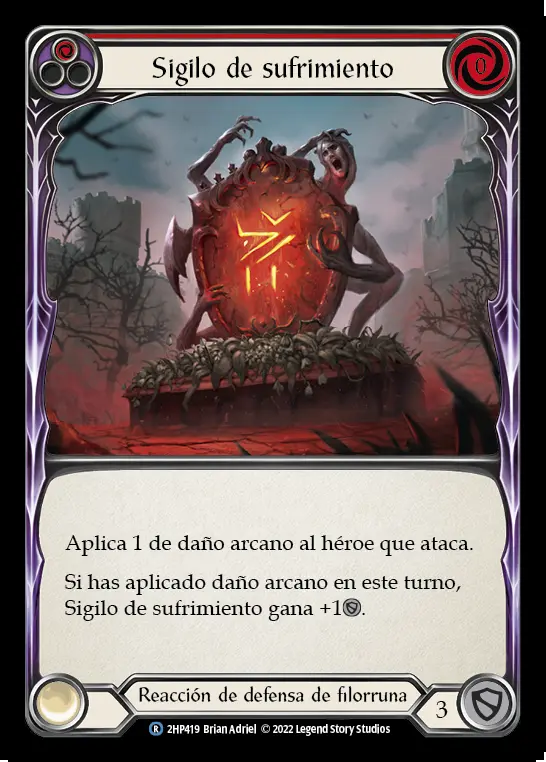 Sigilo de sufrimiento
0
Aplica 1 de daño arcano al héroe que ataca.
Si has aplicado daño arcano en este turno,
Sigilo de sufrimiento gana +1.
Reacción de defensa de filorruna
3
R 2HP419 Brian Adriel © 2022 Legend Story Studios